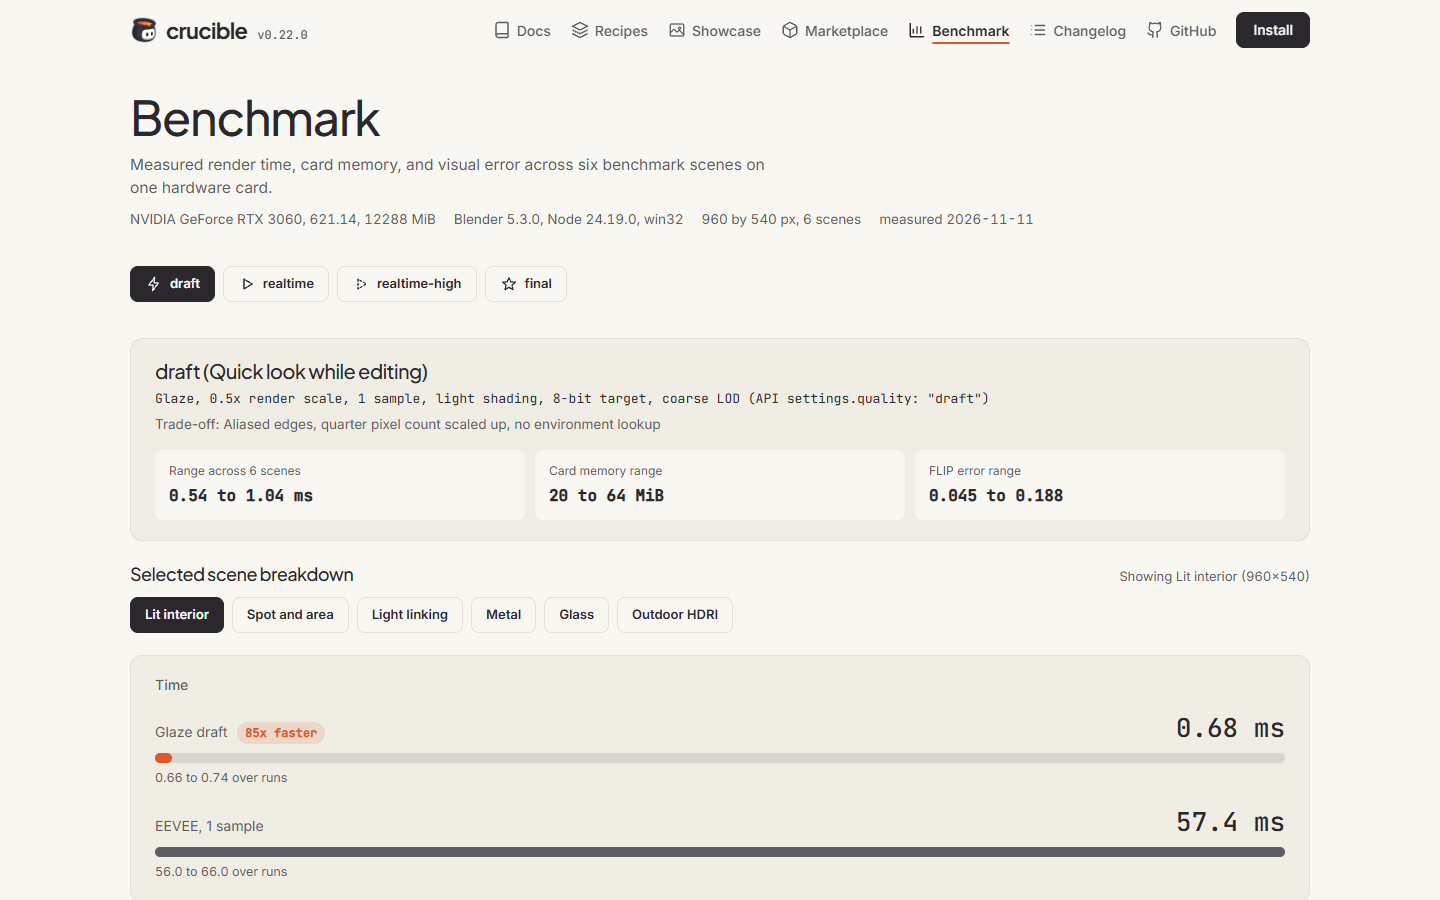 crucible v0.22.0
Docs Recipes Showcase Marketplace Benchmark Changelog GitHub Install
Benchmark
Measured render time, card memory, and visual error across six benchmark scenes on
one hardware card.
NVIDIA GeForce RTX 3060, 621.14, 12288 MiB Blender 5.3.0, Node 24.19.0, win32 960 by 540 px, 6 scenes measured 2026-11-11
draft realtime realtime-high final
draft (Quick look while editing)
Glaze, 0.5x render scale, 1 sample, light shading, 8-bit target, coarse LOD (API settings.quality: "draft")
Trade-off: Aliased edges, quarter pixel count scaled up, no environment lookup
Range across 6 scenes
0.54 to 1.04 ms
Card memory range
20 to 64 MiB
FLIP error range
0.045 to 0.188
Selected scene breakdown
Showing Lit interior (960×540)
Lit interior Spot and area Light linking Metal Glass Outdoor HDRI
Time
Glaze draft 85x faster 0.68 ms
0.66 to 0.74 over runs
EEVEE, 1 sample 57.4 ms
56.0 to 66.0 over runs